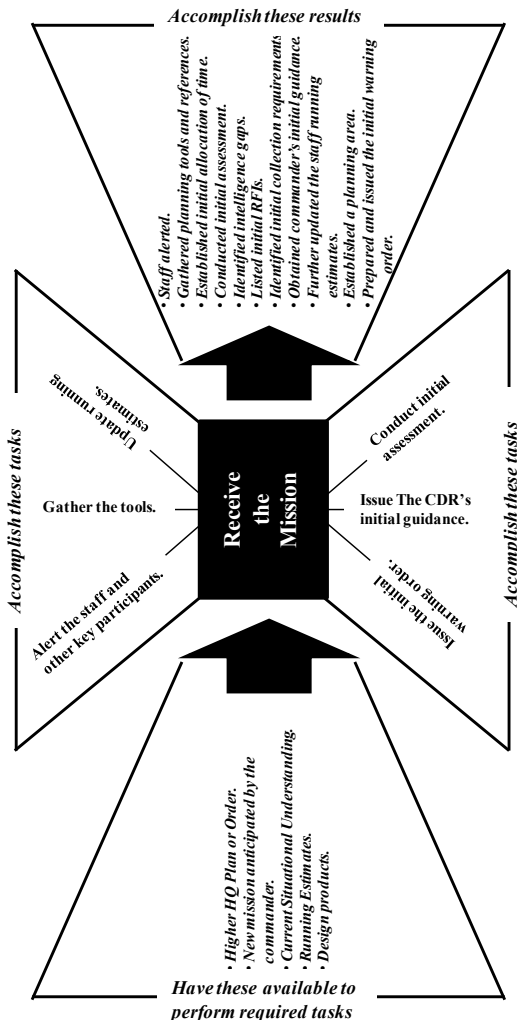 Accomplish these results
• Staff alerted.
• Gathered planning tools and references.
• Established initial allocation of time.
• Conducted initial assessment.
• Identified intelligence gaps.
• Listed initial RFIs.
• Identified initial collection requirements
• Obtained commander's initial guidance.
• Further updated the staff running
estimates.
• Established a planning area.
• Prepared and issued the initial warning
order.
Accomplish these tasks
Alert the staff and
other key participants.
Gather the tools.
Update running
estimates.
Receive
the
Mission
Conduct initial
assessment.
Issue The CDR's
initial guidance.
Issue the initial
warning order.
Accomplish these tasks
• Higher HQ Plan or Order.
• New mission anticipated by the
commander.
• Current Situational Understanding.
• Running Estimates.
• Design products.
Have these available to
perform required tasks